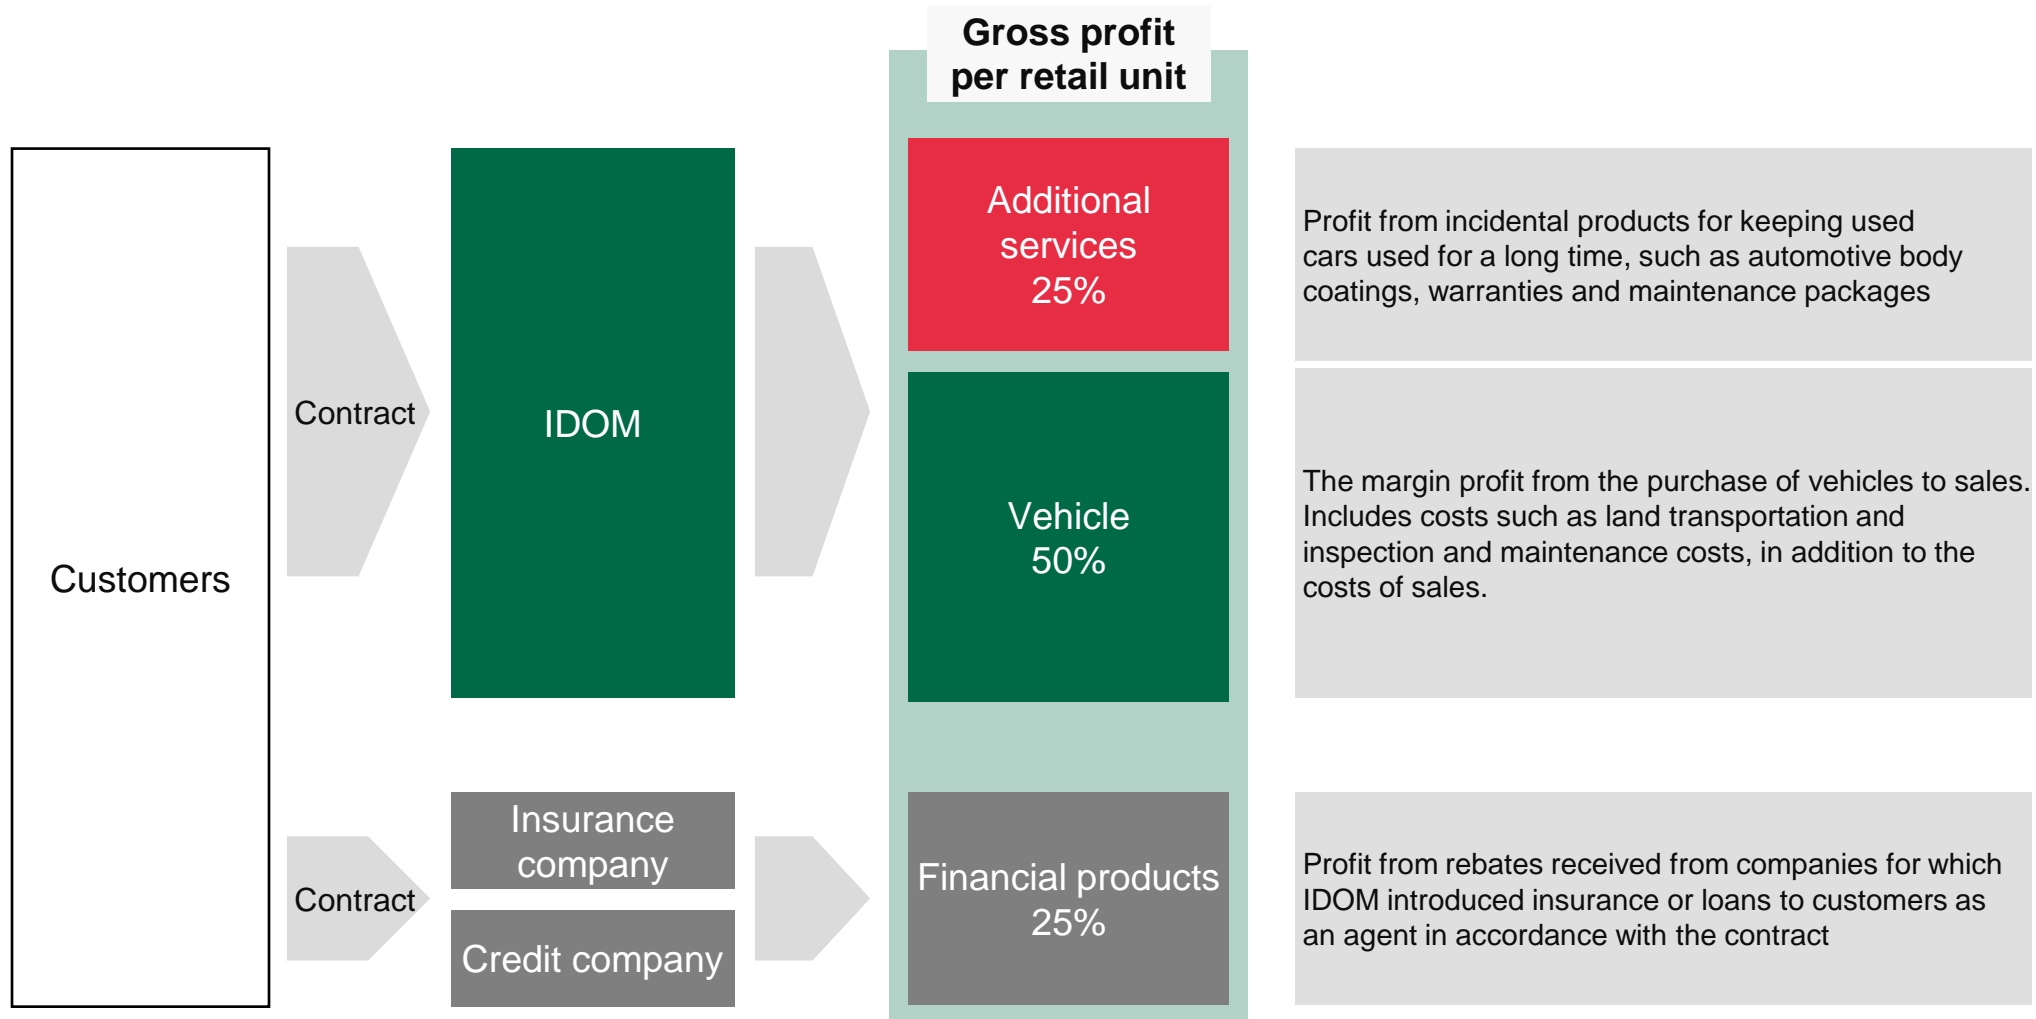 Gross profit
per retail unit
Customers
Contract
IDOM
Additional
services
25%
Profit from incidental products for keeping used
cars used for a long time, such as automotive body
coatings, warranties and maintenance packages
Vehicle
50%
The margin profit from the purchase of vehicles to sales.
Includes costs such as land transportation and
inspection and maintenance costs, in addition to the
costs of sales.
Contract
Insurance
company
Credit company
Financial products
25%
Profit from rebates received from companies for which
IDOM introduced insurance or loans to customers as
an agent in accordance with the contract